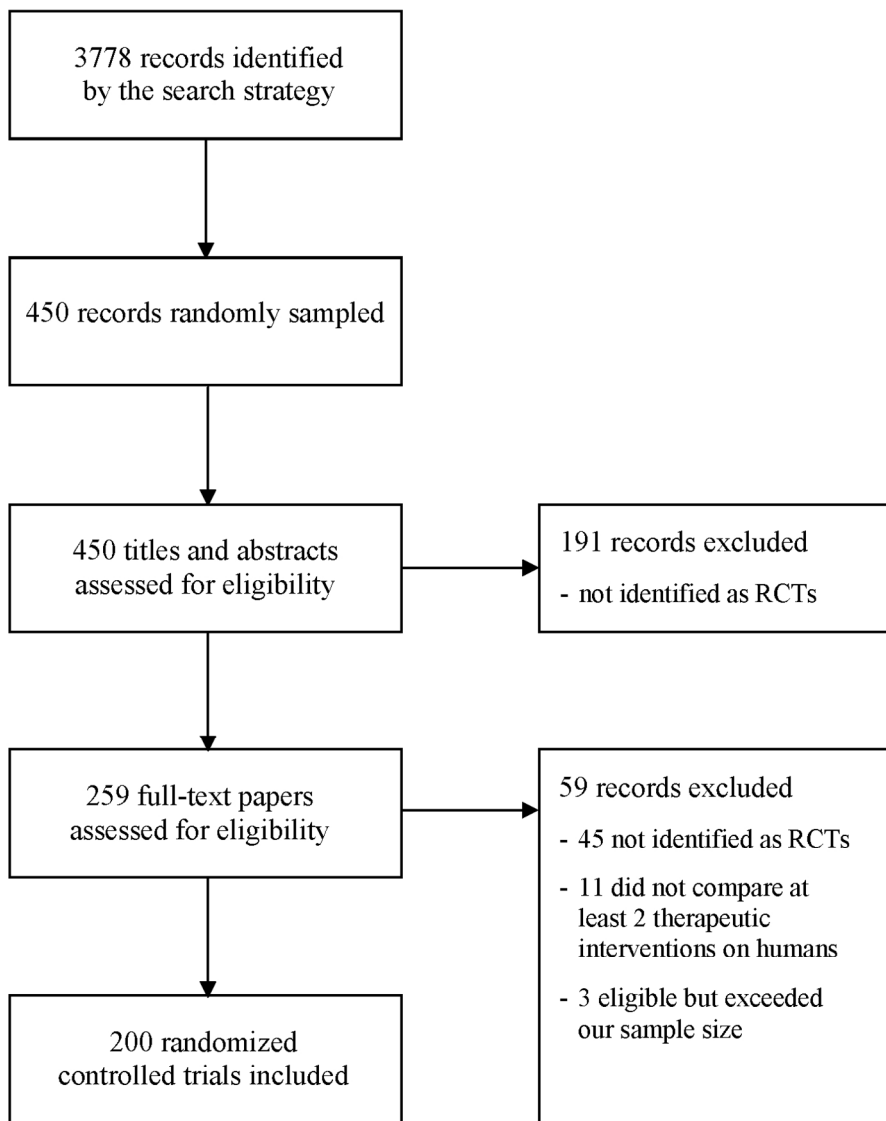 3778 records identified
by the search strategy
450 records randomly sampled
450 titles and abstracts
assessed for eligibility
191 records excluded
- not identified as RCTs
259 full-text papers
assessed for eligibility
59 records excluded
- 45 not identified as RCTs
- 11 did not compare at
least 2 therapeutic
interventions on humans
- 3 eligible but exceeded
our sample size
200 randomized
controlled trials included